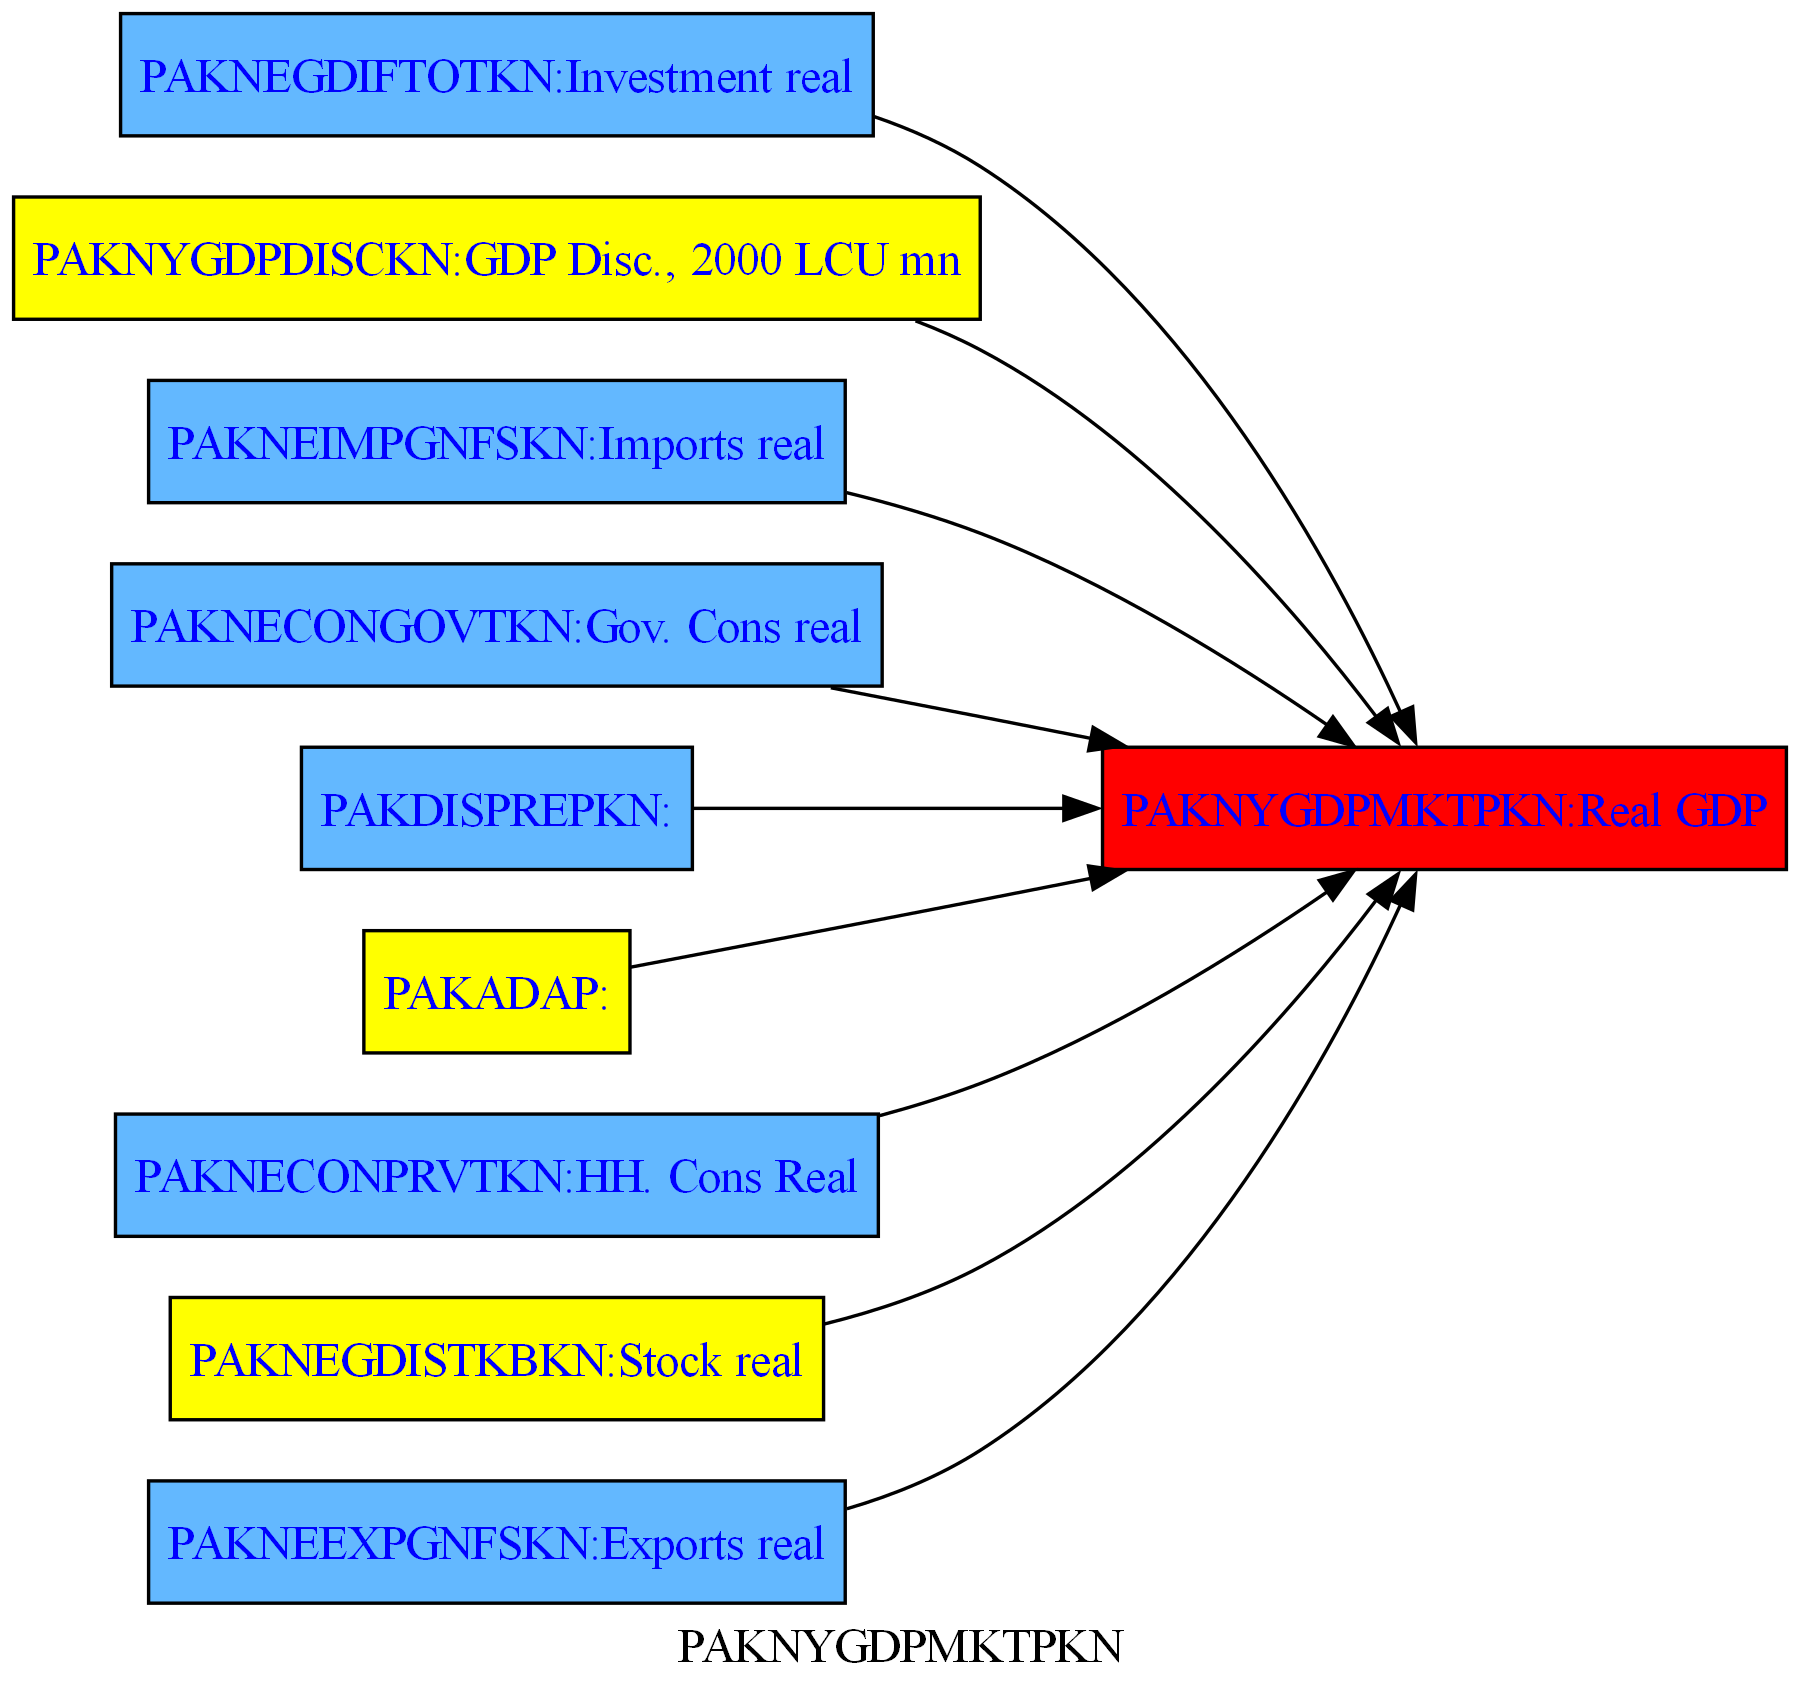 PAKNEGDIFTOTKN:Investment real
PAKNYGDPDISCKN:GDP Disc., 2000 LCU mn
PAKNEIMPGNFSKN:Imports real
PAKNECONGOVTKN:Gov. Cons real
PAKDISPREPKN:
PAKNYGDPMKTPKN:Real GDP
PAKADAP:
PAKNECONPRVTKN:HH. Cons Real
PAKNEGDISTKBKN:Stock real
PAKNEEXPGNFSKN:Exports real
PAKNYGDPMKTPKN